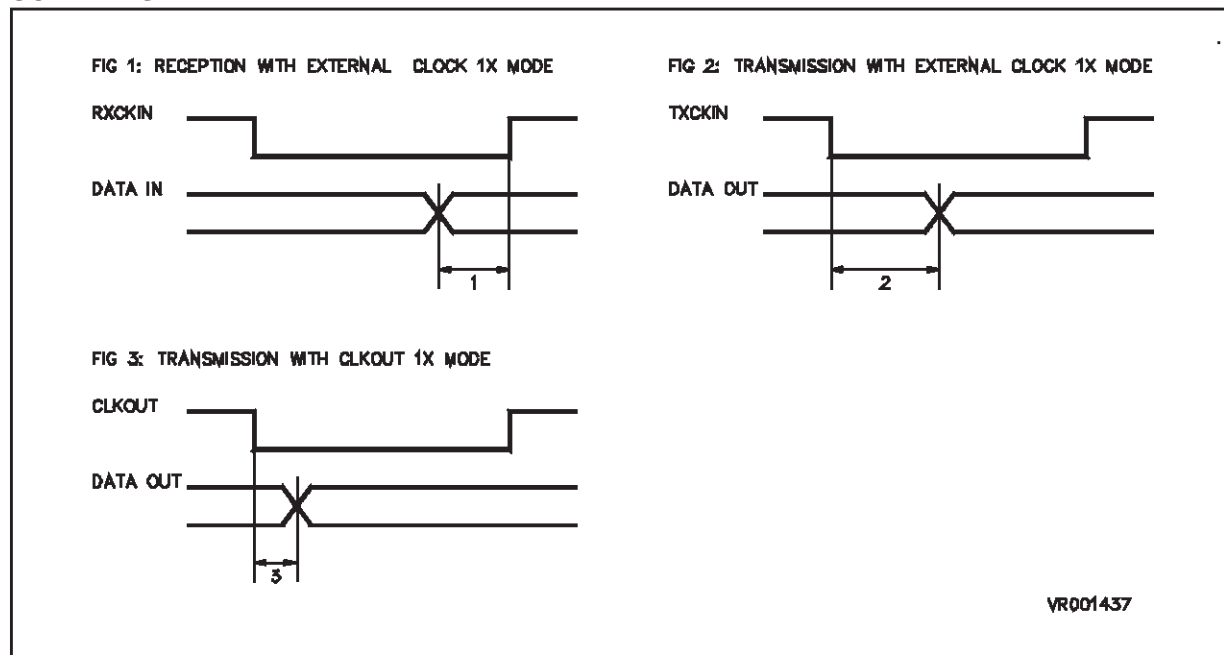 FIG 1: RECEPTION WITH EXTERNAL CLOCK 1X MODE
RXCKIN
DATA IN
1
FIG 2: TRANSMISSION WITH EXTERNAL CLOCK 1X MODE
TXCKIN
DATA OUT
2
FIG 3: TRANSMISSION WITH CLKOUT 1X MODE
CLKOUT
DATA OUT
3
VR001437